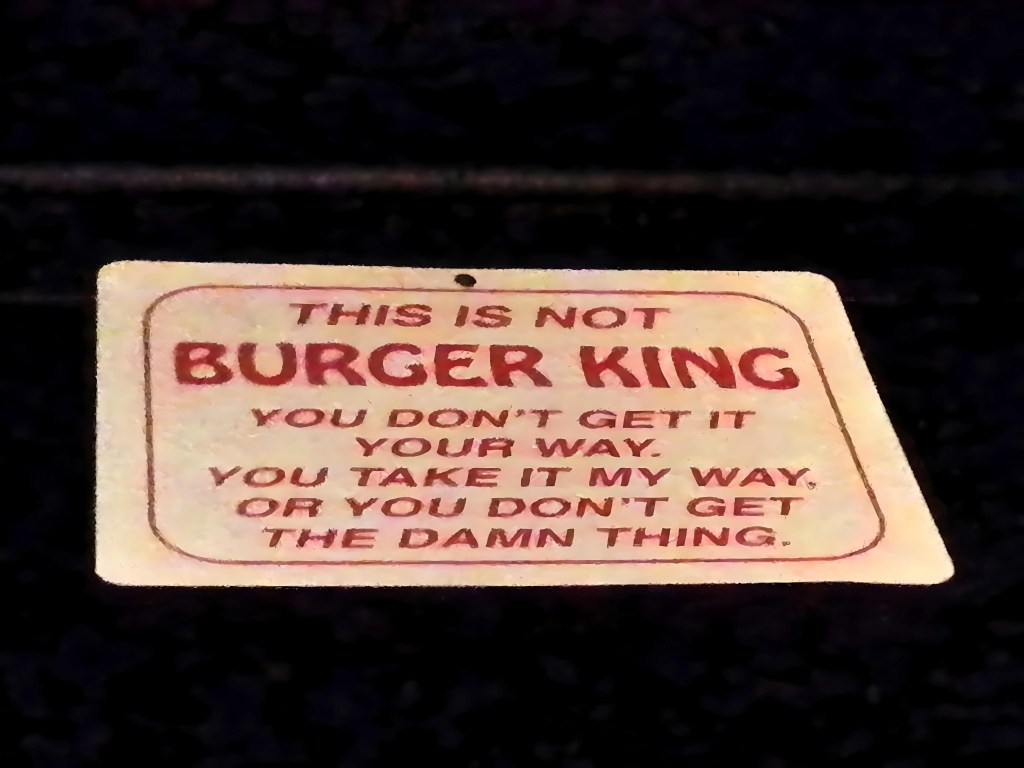 THIS IS NOT
BURGER KING
YOU DON'T GET IT
YOUR WAY.
YOU TAKE IT MY WAY,
OR YOU DON'T GET
THE DAMN THING.